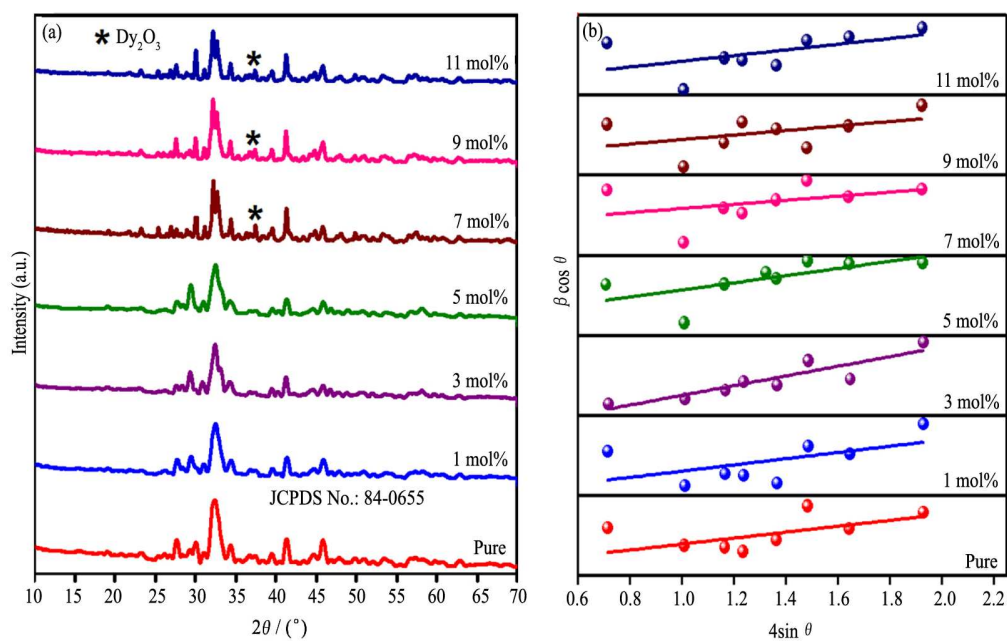 (a)
* Dy₂O₃
11 mol%
9 mol%
7 mol%
5 mol%
3 mol%
1 mol%
JCPDS No.: 84-0655
Pure
Intensity (a.u.)
10 15 20 25 30 35 40 45 50 55 60 65 70
2θ / (°)
(b)
11 mol%
9 mol%
7 mol%
5 mol%
3 mol%
1 mol%
Pure
β cos θ
0.6 0.8 1.0 1.2 1.4 1.6 1.8 2.0 2.2
4sin θ